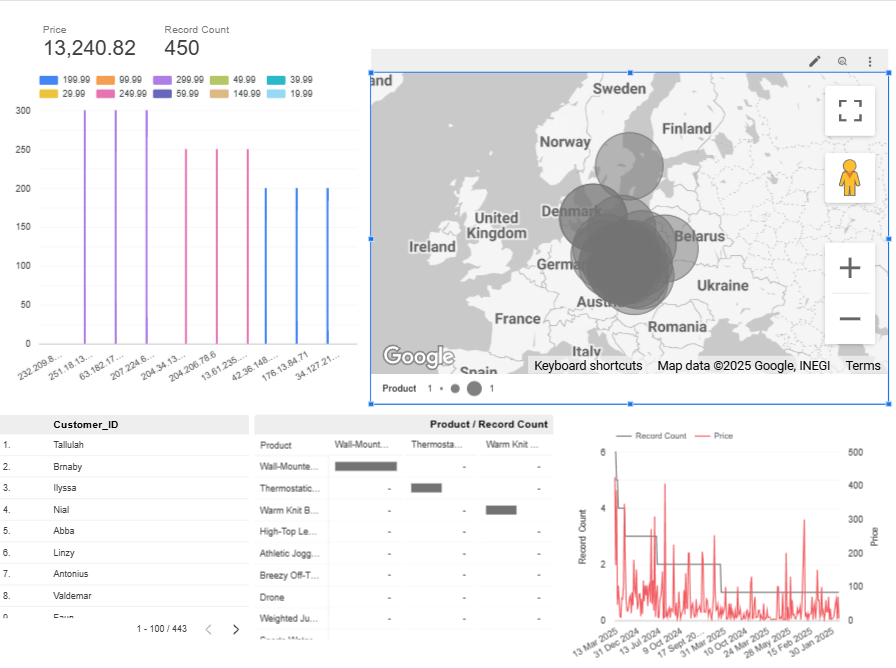 Price
13,240.82
Record Count
450
199.99 99.99 299.99 49.99 39.99
29.99 249.99 59.99 149.99 19.99
300
250
200
150
100
50
0
232.209.8...
251.18.13...
63.182.17...
207.224.6...
204.34.13...
204.206.78.6
13.61.235....
42.36.148....
178.13.84.71
34.127.21...
and
Sweden
Finland
Norway
Denmark
United
Kingdom
Ireland
Belarus
Germa
Ukraine
Austri
France
Romania
Italy
Spain
Google
Keyboard shortcuts Map data ©2025 Google, INEGI Terms
Product 1 1
Customer_ID
1. Tallulah
2. Brnaby
3. Ilyssa
4. Nial
5. Abba
6. Linzy
7. Antonius
8. Valdemar
1 - 100 / 443
Product / Record Count
Product Wall-Mount... Thermosta... Warm Knit ...
Wall-Mounte... - -
Thermostatic... - -
Warm Knit B... - -
High-Top Le... - - -
Athletic Jogg... - - -
Breezy Off-T... - - -
Drone - - -
Weighted Ju... - - -
Record Count Price
6
4
2
0
Record Count
500
400
300
200
100
0
Price
13 Mar 2025
31 Dec 2024
13 Jul 2024
9 Oct 2024
17 Sept 20...
31 Mar 2025
10 Oct 2024
24 Mar 2025
28 May 2025
15 Feb 2025
30 Jan 2025